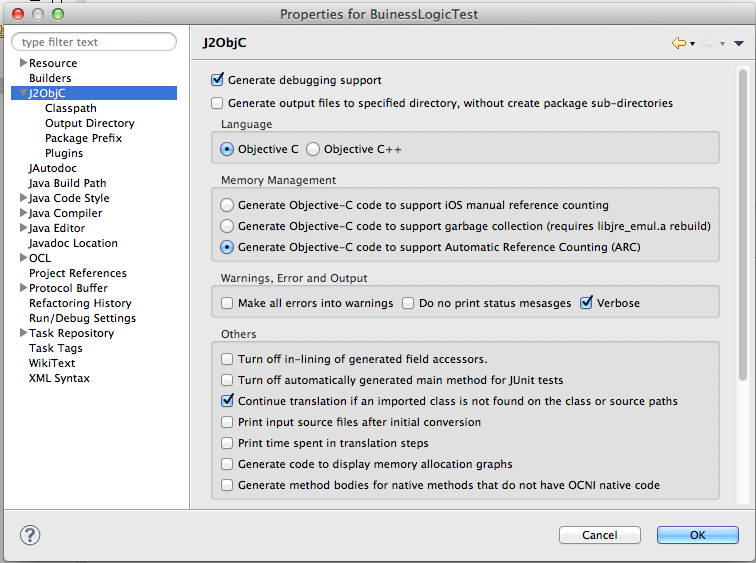 Properties for BuinessLogicTest
type filter text
Resource
Builders
J2ObjC
Classpath
Output Directory
Package Prefix
Plugins
JAutodoc
Java Build Path
Java Code Style
Java Compiler
Java Editor
Javadoc Location
OCL
Project References
Protocol Buffer
Refactoring History
Run/Debug Settings
Task Repository
Task Tags
WikiText
XML Syntax
J2ObjC
Generate debugging support
Generate output files to specified directory, without create package sub-directories
Language
Objective C Objective C++
Memory Management
Generate Objective-C code to support iOS manual reference counting
Generate Objective-C code to support garbage collection (requires libjre_emul.a rebuild)
Generate Objective-C code to support Automatic Reference Counting (ARC)
Warnings, Error and Output
Make all errors into warnings Do no print status mesasges Verbose
Others
Turn off in-lining of generated field accessors.
Turn off automatically generated main method for JUnit tests
Continue translation if an imported class is not found on the class or source paths
Print input source files after initial conversion
Print time spent in translation steps
Generate code to display memory allocation graphs
Generate method bodies for native methods that do not have OCNI native code
?
Cancel OK